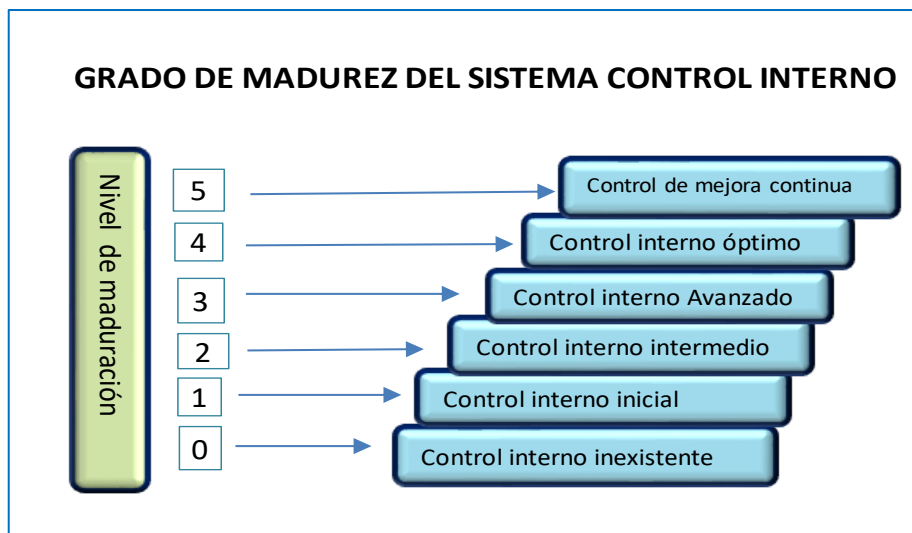 GRADO DE MADUREZ DEL SISTEMA CONTROL INTERNO
Nivel de maduración
5
Control de mejora continua
4
Control interno óptimo
3
Control interno Avanzado
2
Control interno intermedio
1
Control interno inicial
0
Control interno inexistente